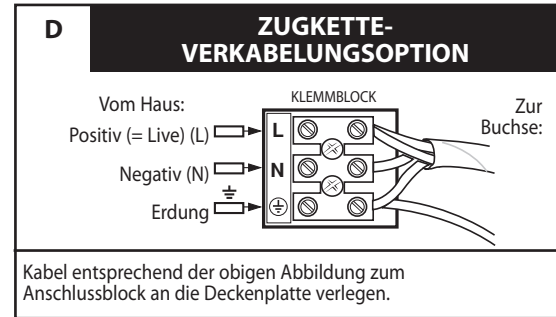 D
ZUGKETTE-
VERKABELUNGSOPTION
Vom Haus:
KLEMMBLOCK
Zur
Buchse:
Positiv (= Live) (L)
L
Negativ (N)
N
Erdung
Kabel entsprechend der obigen Abbildung zum
Anschlussblock an die Deckenplatte verlegen.